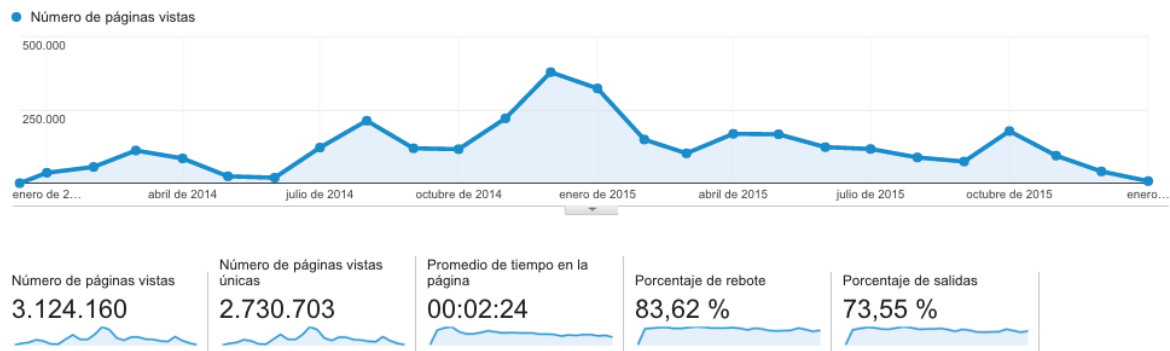 Número de páginas vistas
500.000
250.000
enero de 2…
abril de 2014
julio de 2014
octubre de 2014
enero de 2015
abril de 2015
julio de 2015
octubre de 2015
enero…
Número de páginas vistas
3.124.160
Número de páginas vistas
únicas
2.730.703
Promedio de tiempo en la
página
00:02:24
Porcentaje de rebote
83,62 %
Porcentaje de salidas
73,55 %